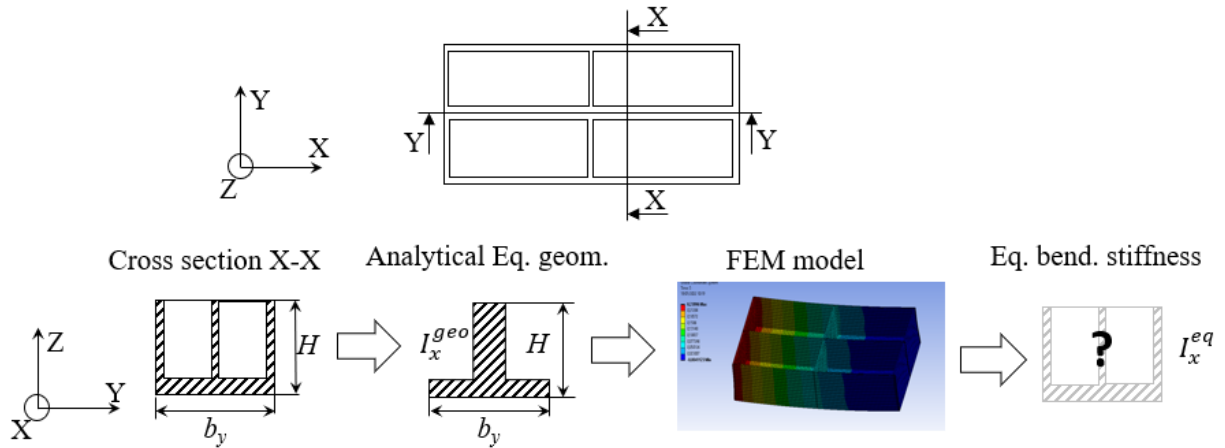 X
Y
X
Z
Y
Y
X
Cross section X-X
Analytical Eq. geom.
FEM model
Eq. bend. stiffness
Z
Y
X
H
b_y
I_x^{geo}
H
b_y
?
I_x^{eq}